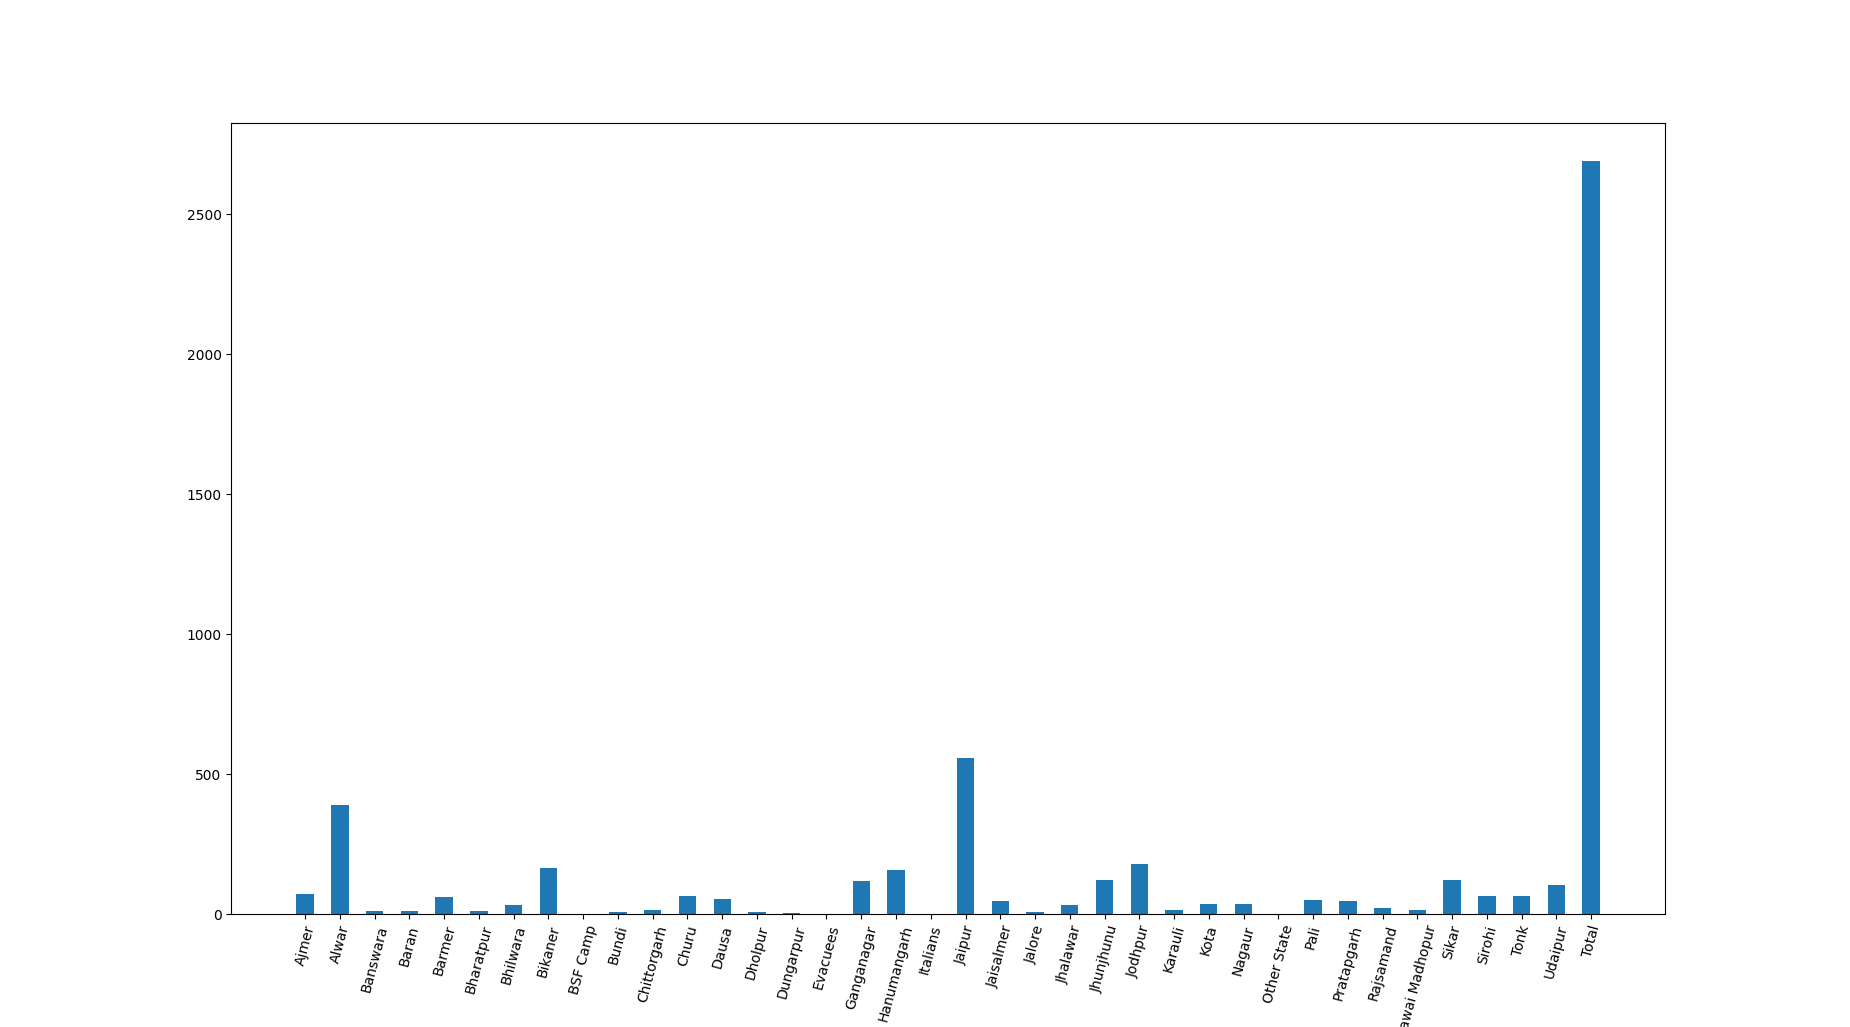 2500
2000
1500
1000
500
0
Ajmer
Alwar
Banswara
Baran
Barmer
Bharatpur
Bhilwara
Bikaner
BSF Camp
Bundi
Chittorgarh
Churu
Dausa
Dholpur
Dungarpur
Evacuees
Ganganagar
Hanumangarh
Italians
Jaipur
Jaisalmer
Jalore
Jhalawar
Jhunjhunu
Jodhpur
Karauli
Kota
Nagaur
Other State
Pali
Pratapgarh
Rajsamand
awai Madhopur
Sikar
Sirohi
Tonk
Udaipur
Total